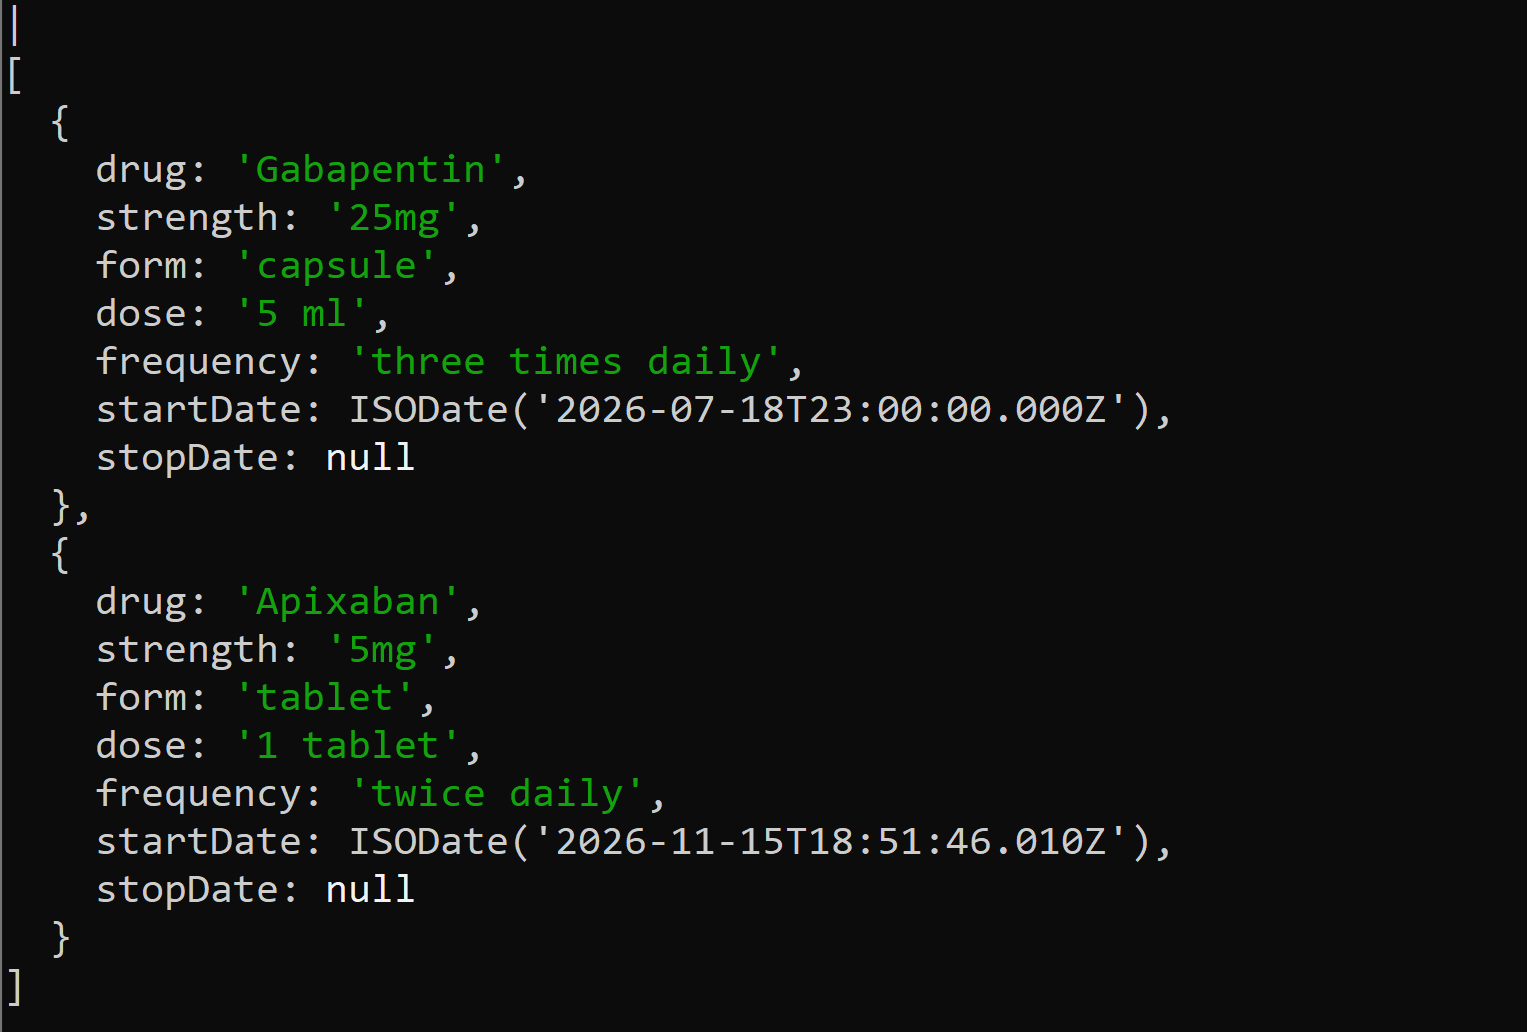 [
  {
    drug: 'Gabapentin',
    strength: '25mg',
    form: 'capsule',
    dose: '5 ml',
    frequency: 'three times daily',
    startDate: ISODate('2026-07-18T23:00:00.000Z'),
    stopDate: null
  },
  {
    drug: 'Apixaban',
    strength: '5mg',
    form: 'tablet',
    dose: '1 tablet',
    frequency: 'twice daily',
    startDate: ISODate('2026-11-15T18:51:46.010Z'),
    stopDate: null
  }
]